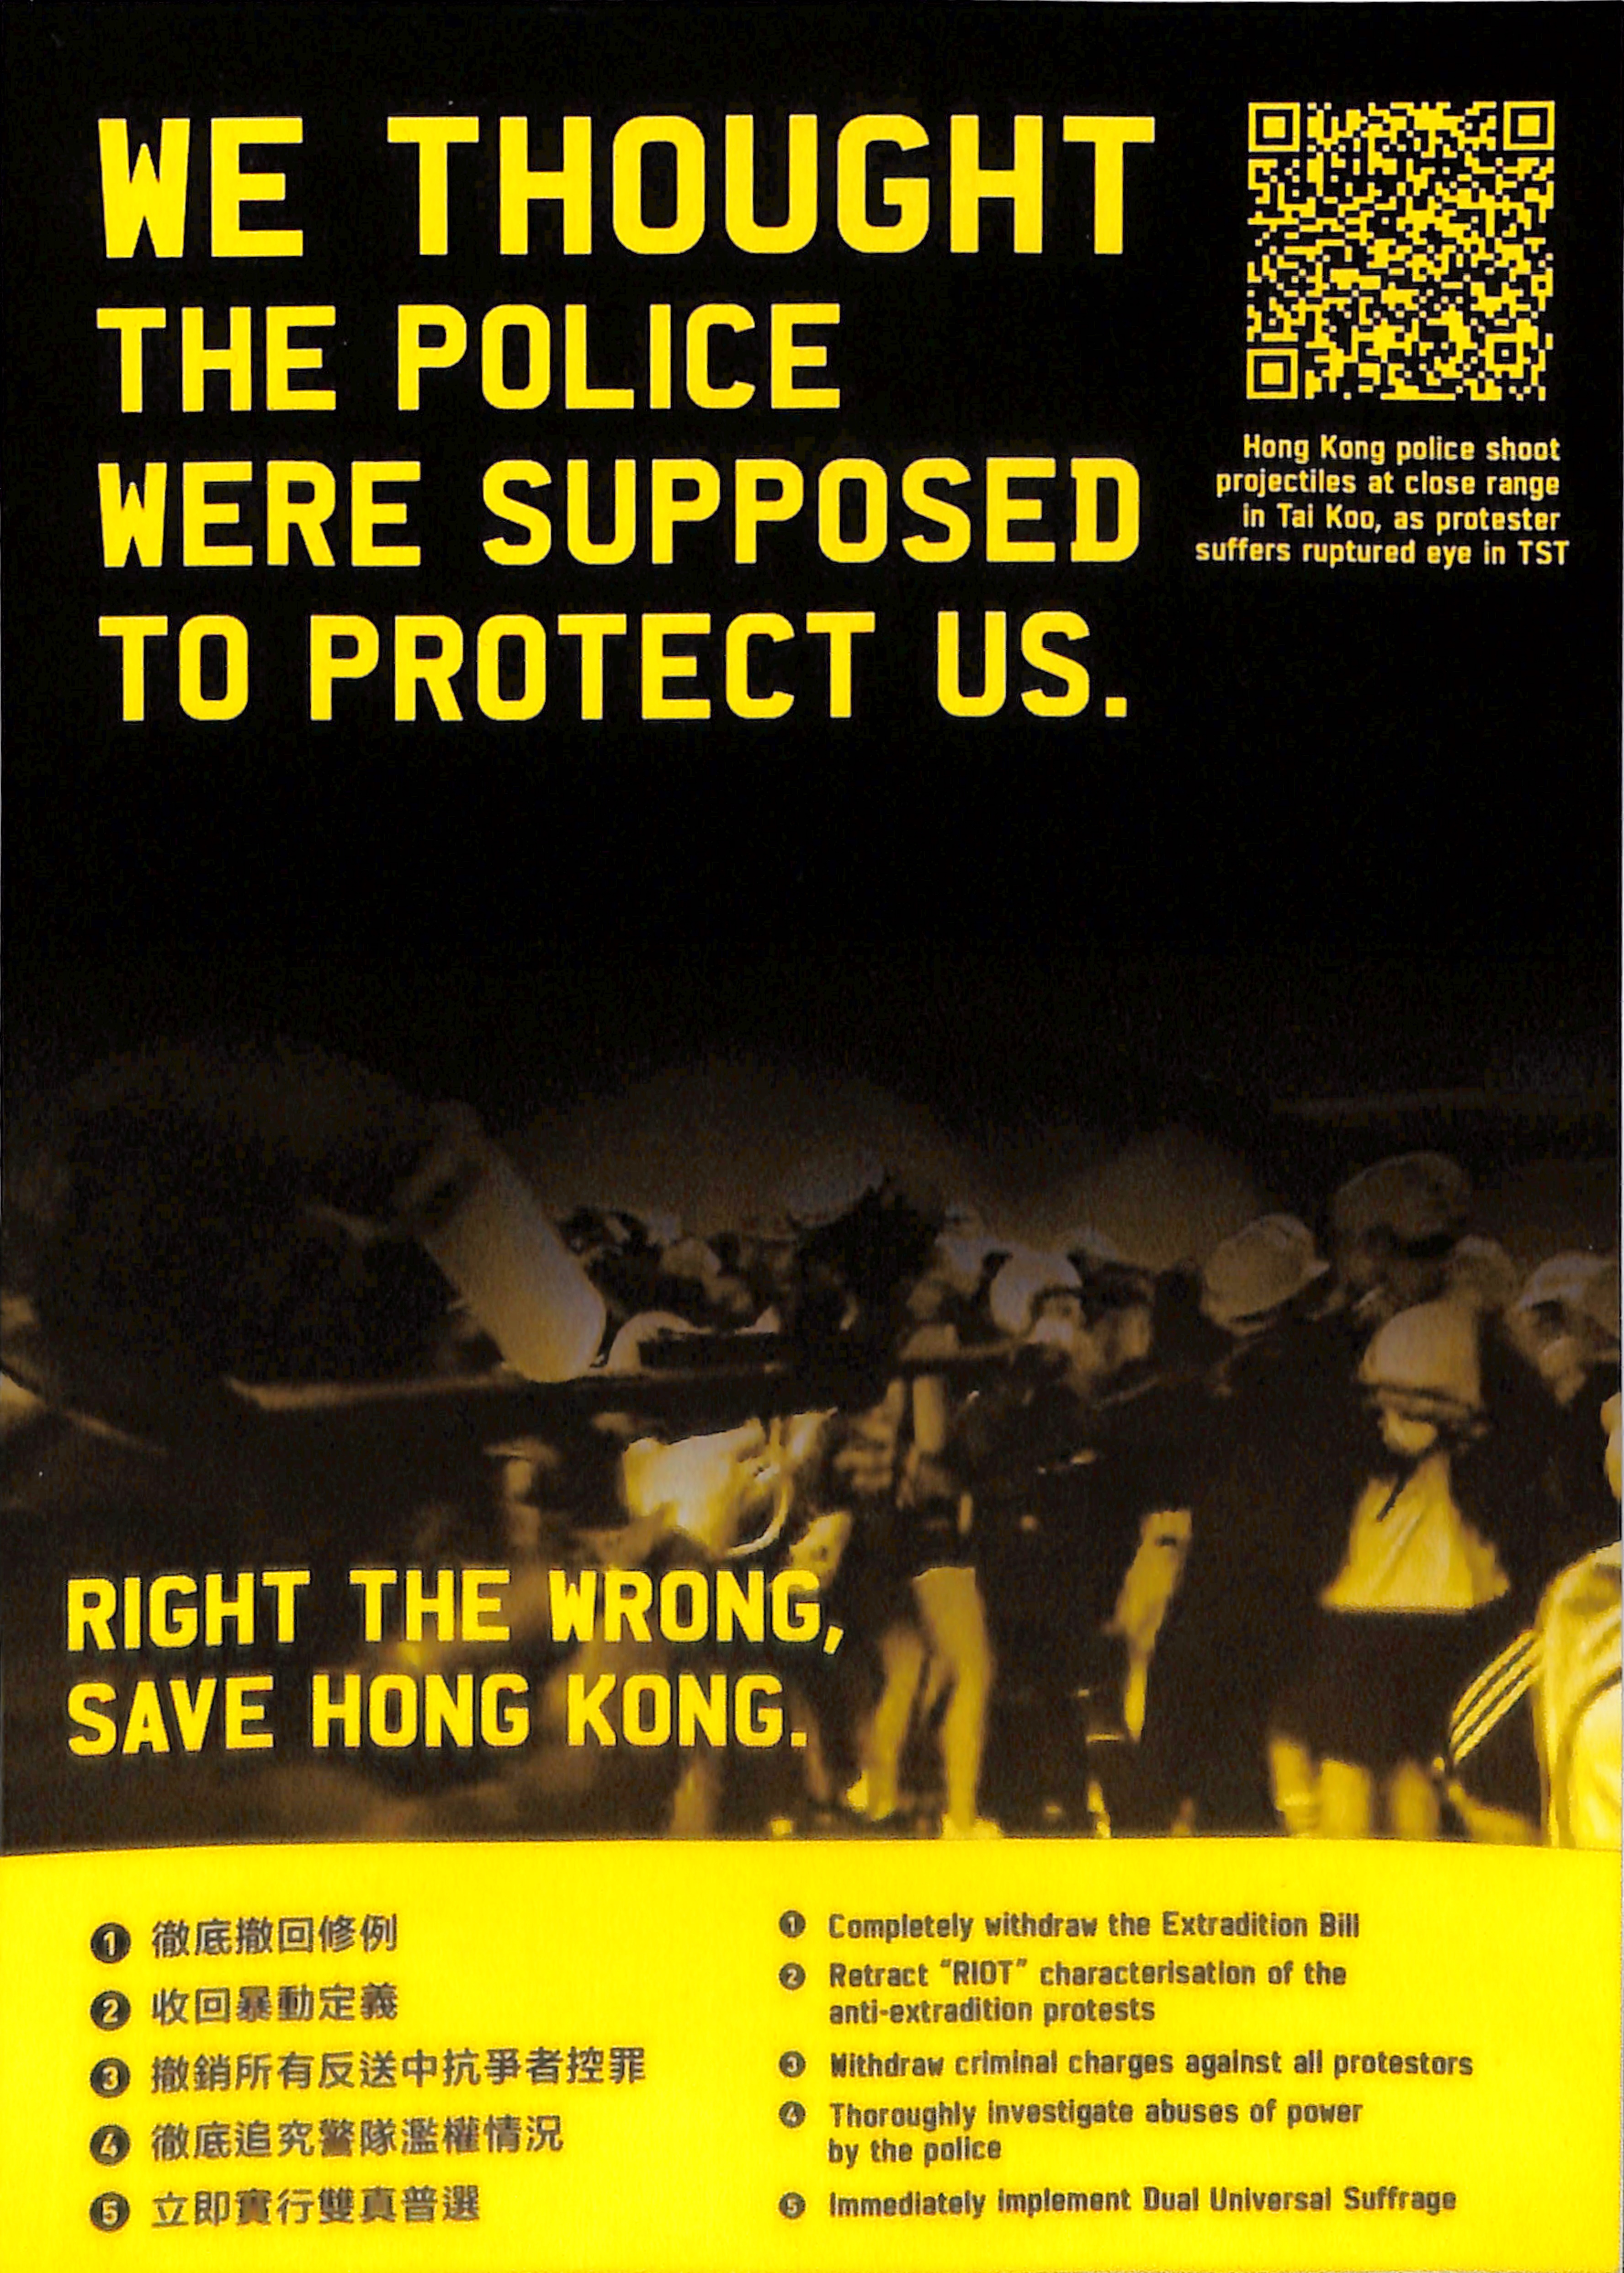 WE THOUGHT
THE POLICE
WERE SUPPOSED
TO PROTECT US.
Hong Kong police shoot
projectiles at close range
in Tai Koo, as protester
suffers ruptured eye in TST
RIGHT THE WRONG,
SAVE HONG KONG.
1 徹底撤回修例
2 收回暴動定義
3 撤銷所有反送中抗爭者控罪
4 徹底追究警隊濫權情況
5 立即實行雙真普選
1 Completely withdraw the Extradition Bill
2 Retract “RIOT” characterisation of the
anti-extradition protests
3 Withdraw criminal charges against all protestors
4 Thoroughly investigate abuses of power
by the police
5 Immediately implement Dual Universal Suffrage